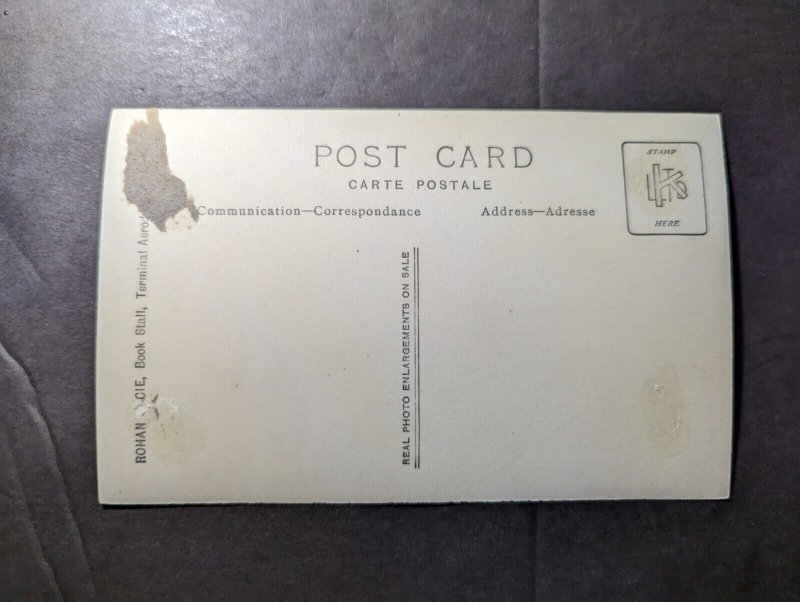 POST CARD
CARTE POSTALE
Communication—Correspondance
Address—Adresse
STAMP
HERE
REAL PHOTO ENLARGEMENTS ON SALE
ROHAN CIE, Book Stall, Terminal